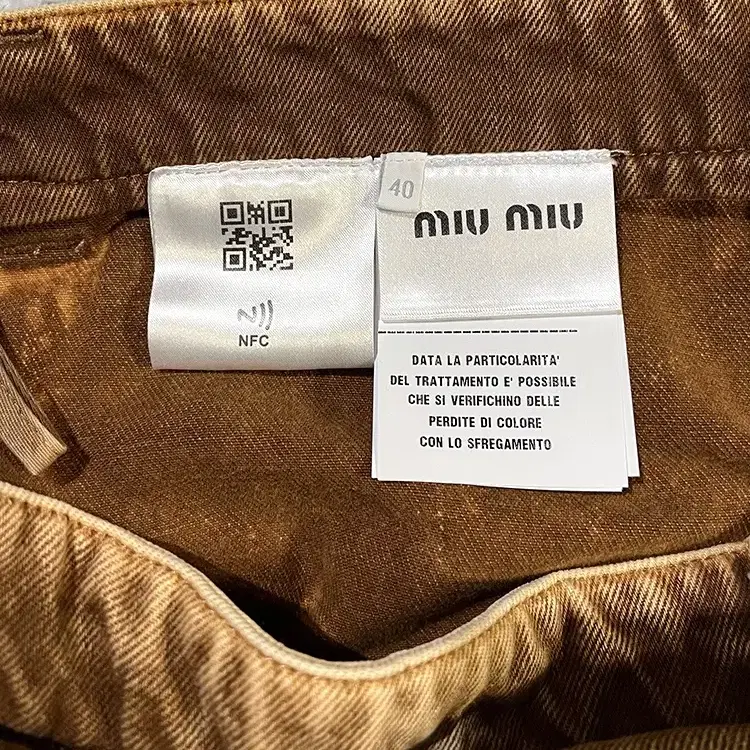 NFC
40
miu miu
DATA LA PARTICOLARITA'
DEL TRATTAMENTO E' POSSIBILE
CHE SI VERIFICHINO DELLE
PERDITE DI COLORE
CON LO SFREGAMENTO